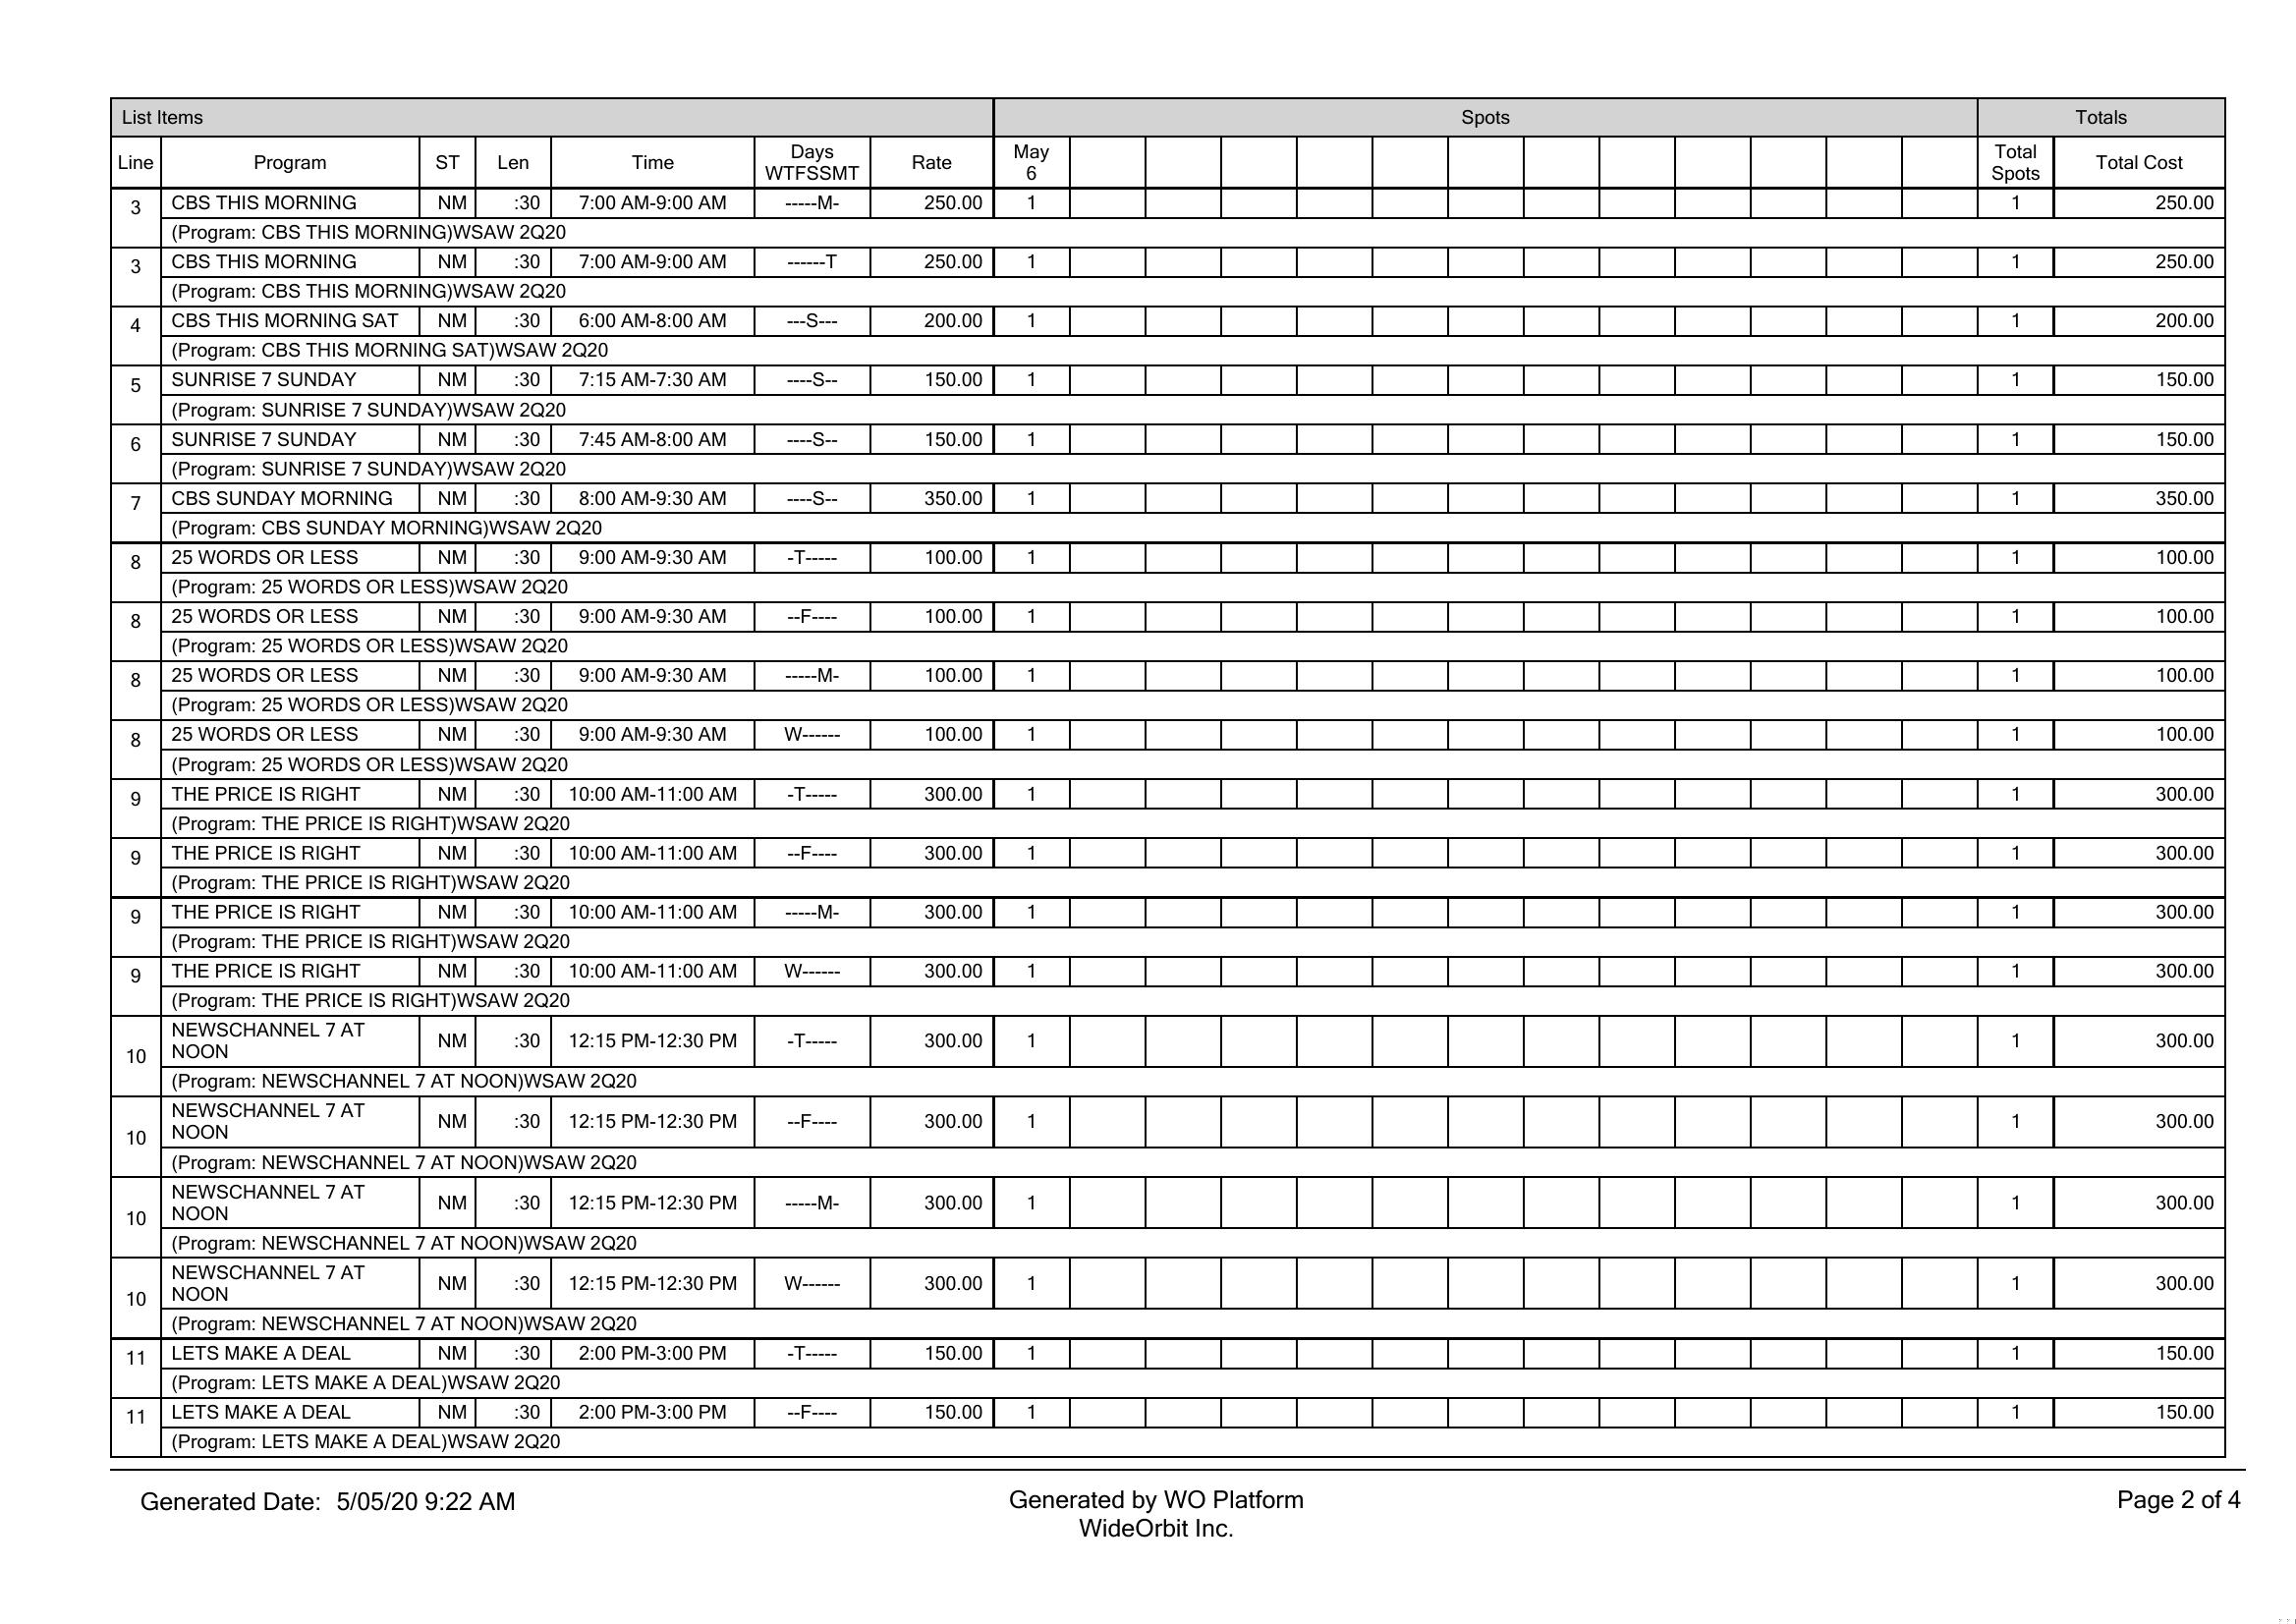 List Items Spots Totals
Line Program ST Len Time Days WTFSSMT Rate May 6 Total Spots Total Cost
3 CBS THIS MORNING NM :30 7:00 AM-9:00 AM -----M- 250.00 1 1 250.00
(Program: CBS THIS MORNING)WSAW 2Q20
3 CBS THIS MORNING NM :30 7:00 AM-9:00 AM ------T 250.00 1 1 250.00
(Program: CBS THIS MORNING)WSAW 2Q20
4 CBS THIS MORNING SAT NM :30 6:00 AM-8:00 AM ---S--- 200.00 1 1 200.00
(Program: CBS THIS MORNING SAT)WSAW 2Q20
5 SUNRISE 7 SUNDAY NM :30 7:15 AM-7:30 AM ----S-- 150.00 1 1 150.00
(Program: SUNRISE 7 SUNDAY)WSAW 2Q20
6 SUNRISE 7 SUNDAY NM :30 7:45 AM-8:00 AM ----S-- 150.00 1 1 150.00
(Program: SUNRISE 7 SUNDAY)WSAW 2Q20
7 CBS SUNDAY MORNING NM :30 8:00 AM-9:30 AM ----S-- 350.00 1 1 350.00
(Program: CBS SUNDAY MORNING)WSAW 2Q20
8 25 WORDS OR LESS NM :30 9:00 AM-9:30 AM -T----- 100.00 1 1 100.00
(Program: 25 WORDS OR LESS)WSAW 2Q20
8 25 WORDS OR LESS NM :30 9:00 AM-9:30 AM --F---- 100.00 1 1 100.00
(Program: 25 WORDS OR LESS)WSAW 2Q20
8 25 WORDS OR LESS NM :30 9:00 AM-9:30 AM -----M- 100.00 1 1 100.00
(Program: 25 WORDS OR LESS)WSAW 2Q20
8 25 WORDS OR LESS NM :30 9:00 AM-9:30 AM W------ 100.00 1 1 100.00
(Program: 25 WORDS OR LESS)WSAW 2Q20
9 THE PRICE IS RIGHT NM :30 10:00 AM-11:00 AM -T----- 300.00 1 1 300.00
(Program: THE PRICE IS RIGHT)WSAW 2Q20
9 THE PRICE IS RIGHT NM :30 10:00 AM-11:00 AM --F---- 300.00 1 1 300.00
(Program: THE PRICE IS RIGHT)WSAW 2Q20
9 THE PRICE IS RIGHT NM :30 10:00 AM-11:00 AM -----M- 300.00 1 1 300.00
(Program: THE PRICE IS RIGHT)WSAW 2Q20
9 THE PRICE IS RIGHT NM :30 10:00 AM-11:00 AM W------ 300.00 1 1 300.00
(Program: THE PRICE IS RIGHT)WSAW 2Q20
10 NEWSCHANNEL 7 AT NOON NM :30 12:15 PM-12:30 PM -T----- 300.00 1 1 300.00
(Program: NEWSCHANNEL 7 AT NOON)WSAW 2Q20
10 NEWSCHANNEL 7 AT NOON NM :30 12:15 PM-12:30 PM --F---- 300.00 1 1 300.00
(Program: NEWSCHANNEL 7 AT NOON)WSAW 2Q20
10 NEWSCHANNEL 7 AT NOON NM :30 12:15 PM-12:30 PM -----M- 300.00 1 1 300.00
(Program: NEWSCHANNEL 7 AT NOON)WSAW 2Q20
10 NEWSCHANNEL 7 AT NOON NM :30 12:15 PM-12:30 PM W------ 300.00 1 1 300.00
(Program: NEWSCHANNEL 7 AT NOON)WSAW 2Q20
11 LETS MAKE A DEAL NM :30 2:00 PM-3:00 PM -T----- 150.00 1 1 150.00
(Program: LETS MAKE A DEAL)WSAW 2Q20
11 LETS MAKE A DEAL NM :30 2:00 PM-3:00 PM --F---- 150.00 1 1 150.00
(Program: LETS MAKE A DEAL)WSAW 2Q20
Generated Date: 5/05/20 9:22 AM Generated by WO Platform Page 2 of 4
WideOrbit Inc.